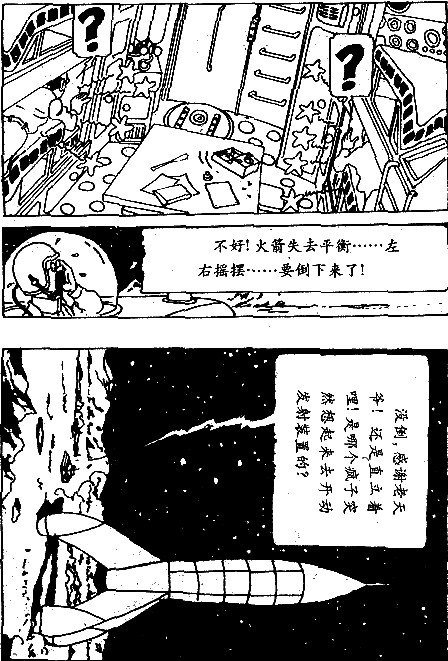 ?
?
不好!火箭失去平衡……左
右摇摆……要倒下来了!
没倒,感谢老天
爷!还是直立着
哩!是哪个疯子突
然想起来去开动
发射装置的?